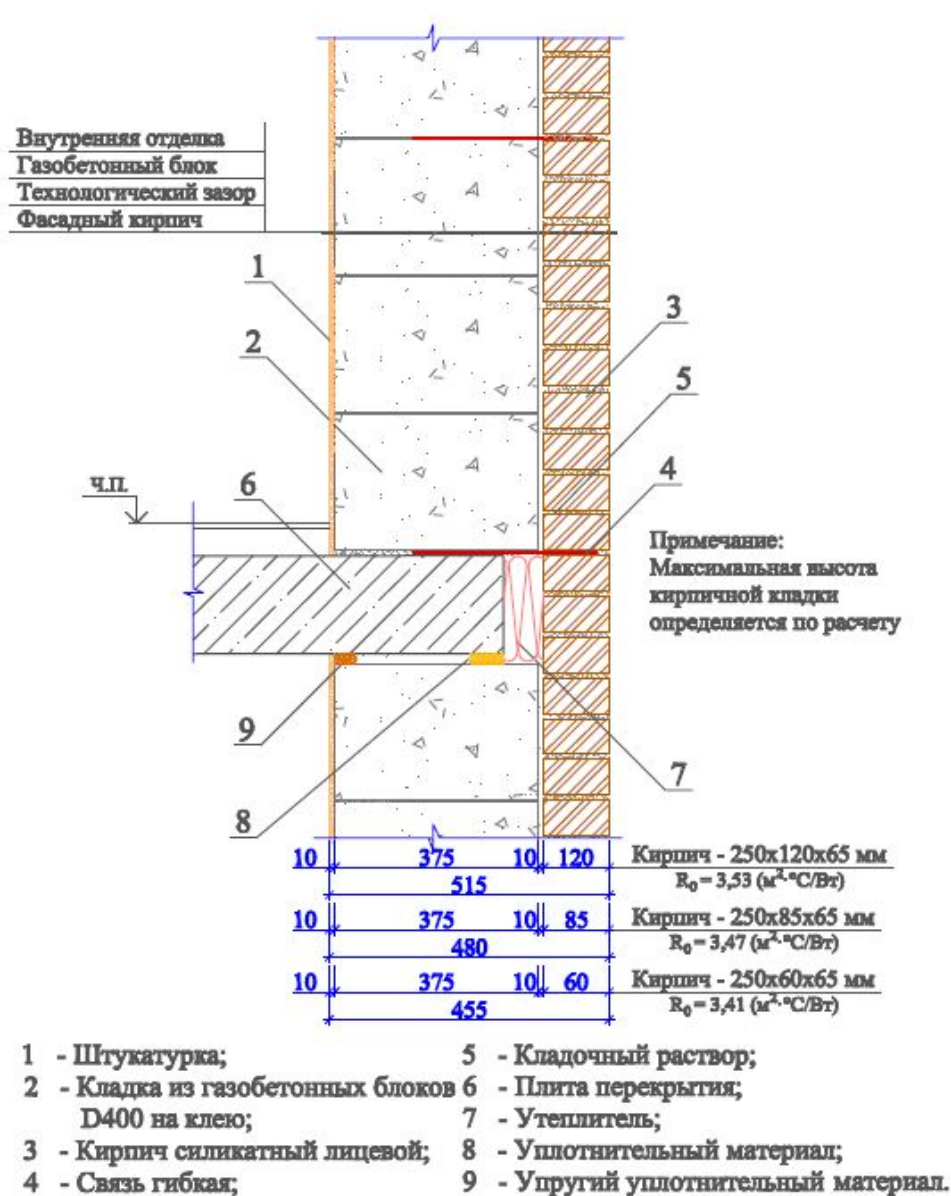 Внутренняя отделка
Газобетонный блок
Технологический зазор
Фасадный кирпич
1
2
3
5
4
Ч.П.
6
Примечание:
Максимальная высота
кирпичной кладки
определяется по расчету
9
8
7
10 375 10 120 Кирпич - 250х120х65 мм
515 R₀ = 3,53 (м²·°С/Вт)
10 375 10 85 Кирпич - 250х85х65 мм
480 R₀ = 3,47 (м²·°С/Вт)
10 375 10 60 Кирпич - 250х60х65 мм
455 R₀ = 3,41 (м²·°С/Вт)
1 - Штукатурка;
2 - Кладка из газобетонных блоков
D400 на клею;
3 - Кирпич силикатный лицевой;
4 - Связь гибкая;
5 - Кладочный раствор;
6 - Плита перекрытия;
7 - Утеплитель;
8 - Уплотнительный материал;
9 - Упругий уплотнительный материал.